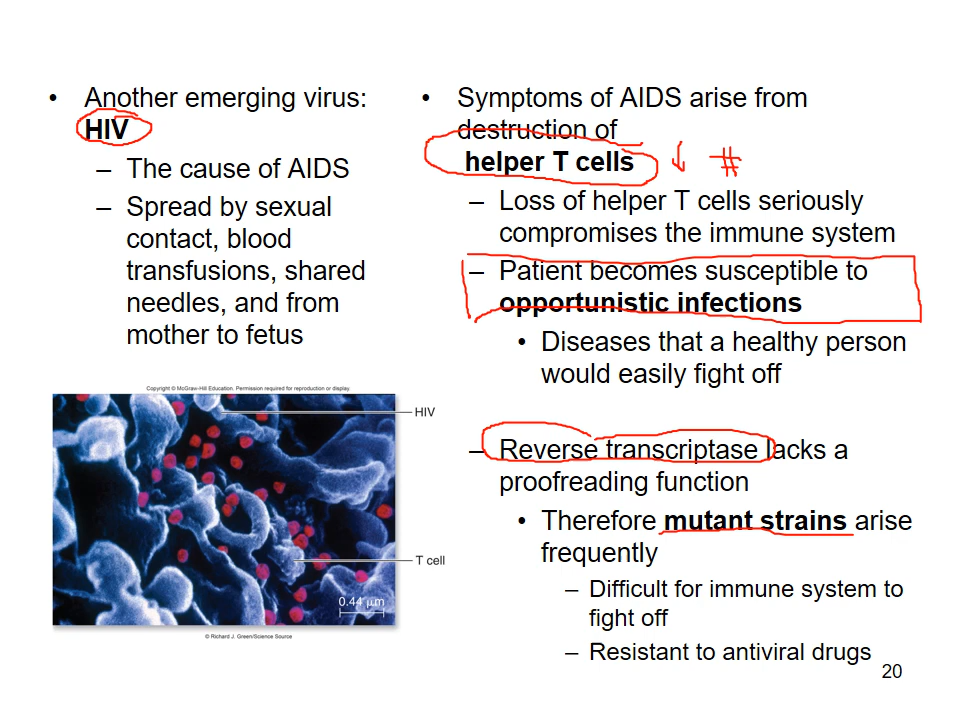 • Another emerging virus:
HIV
– The cause of AIDS
– Spread by sexual
contact, blood
transfusions, shared
needles, and from
mother to fetus
Copyright © McGraw-Hill Education. Permission required for reproduction or display.
HIV
T cell
0.44 µm
© Richard J. Green/Science Source
• Symptoms of AIDS arise from
destruction of
helper T cells ↓ #
– Loss of helper T cells seriously
compromises the immune system
– Patient becomes susceptible to
opportunistic infections
• Diseases that a healthy person
would easily fight off
– Reverse transcriptase lacks a
proofreading function
• Therefore mutant strains arise
frequently
– Difficult for immune system to
fight off
– Resistant to antiviral drugs
20